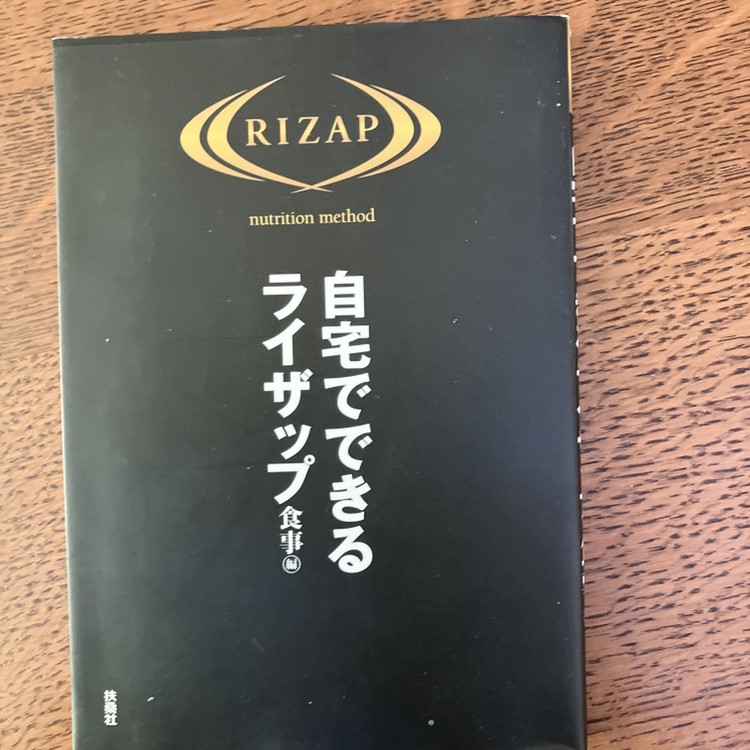 RIZAP
nutrition method
自宅でできる
ライザップ
食事編
扶桑社